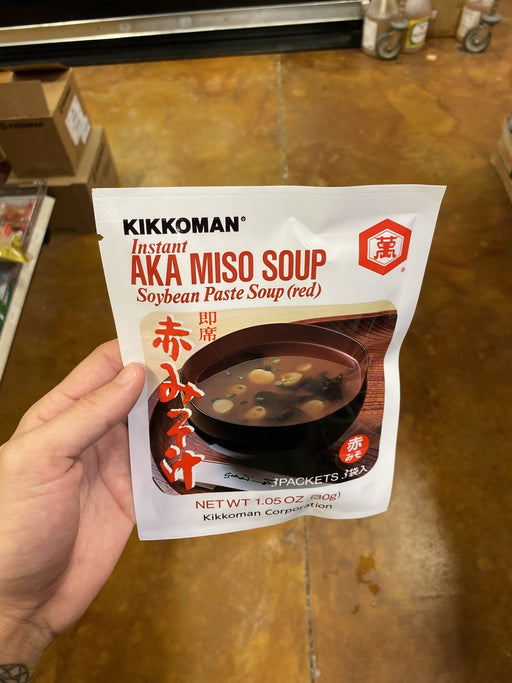 KIKKOMAN®
Instant
AKA MISO SOUP
Soybean Paste Soup (red)
萬
®
即席
赤みそ汁
赤
みそ
3PACKETS 3袋入
NET WT 1.05 OZ (30g)
Kikkoman Corporation